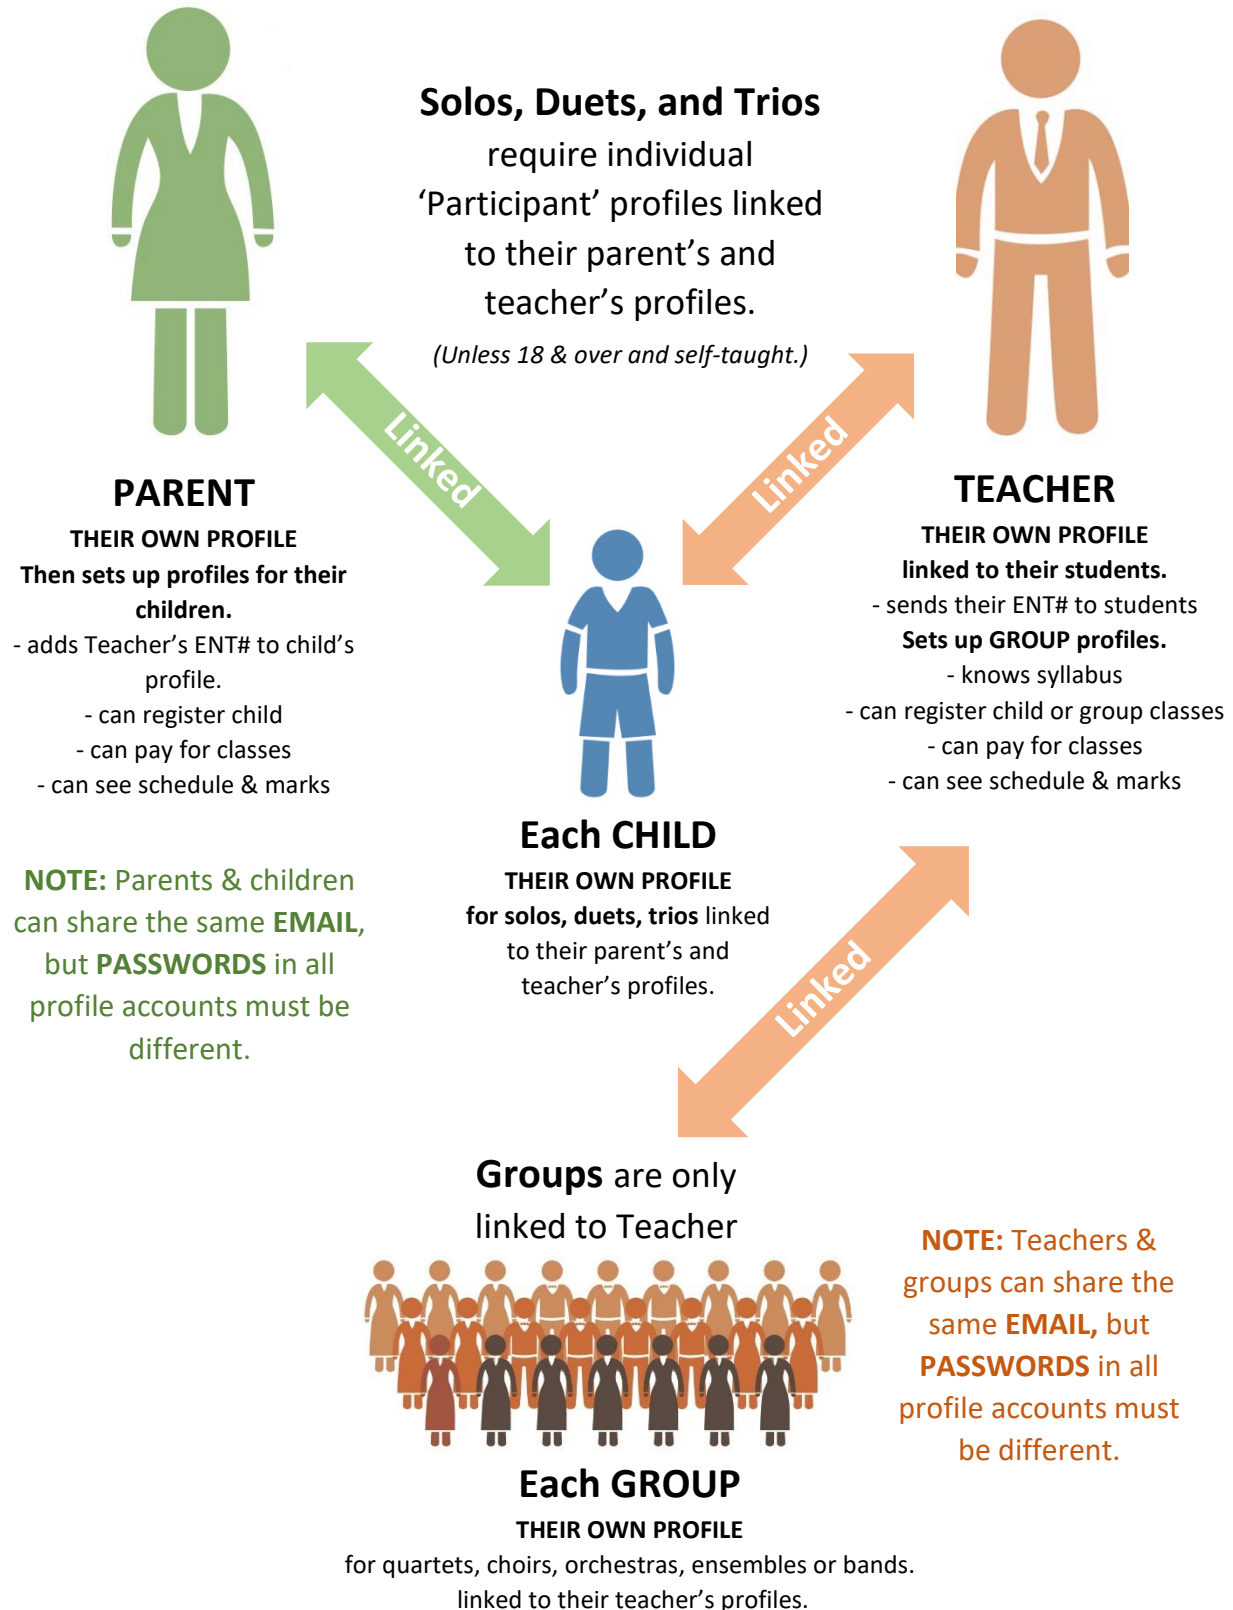 Solos, Duets, and Trios
require individual
‘Participant’ profiles linked
to their parent’s and
teacher’s profiles.
(Unless 18 & over and self-taught.)
Linked
Linked
PARENT
THEIR OWN PROFILE
Then sets up profiles for their
children.
- adds Teacher’s ENT# to child’s
profile.
- can register child
- can pay for classes
- can see schedule & marks
TEACHER
THEIR OWN PROFILE
linked to their students.
- sends their ENT# to students
Sets up GROUP profiles.
- knows syllabus
- can register child or group classes
- can pay for classes
- can see schedule & marks
Each CHILD
THEIR OWN PROFILE
for solos, duets, trios linked
to their parent’s and
teacher’s profiles.
NOTE: Parents & children
can share the same EMAIL,
but PASSWORDS in all
profile accounts must be
different.
Linked
Groups are only
linked to Teacher
NOTE: Teachers &
groups can share the
same EMAIL, but
PASSWORDS in all
profile accounts must
be different.
Each GROUP
THEIR OWN PROFILE
for quartets, choirs, orchestras, ensembles or bands.
linked to their teacher’s profiles.